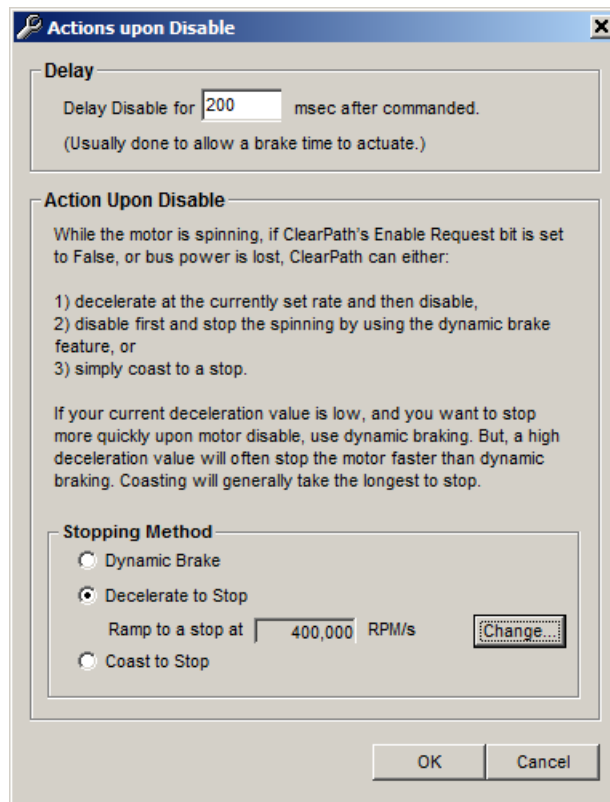 Actions upon Disable
Delay
Delay Disable for 200 msec after commanded.
(Usually done to allow a brake time to actuate.)
Action Upon Disable
While the motor is spinning, if ClearPath's Enable Request bit is set
to False, or bus power is lost, ClearPath can either:
1) decelerate at the currently set rate and then disable,
2) disable first and stop the spinning by using the dynamic brake
feature, or
3) simply coast to a stop.
If your current deceleration value is low, and you want to stop
more quickly upon motor disable, use dynamic braking. But, a high
deceleration value will often stop the motor faster than dynamic
braking. Coasting will generally take the longest to stop.
Stopping Method
Dynamic Brake
Decelerate to Stop
Ramp to a stop at 400,000 RPM/s Change...
Coast to Stop
OK Cancel